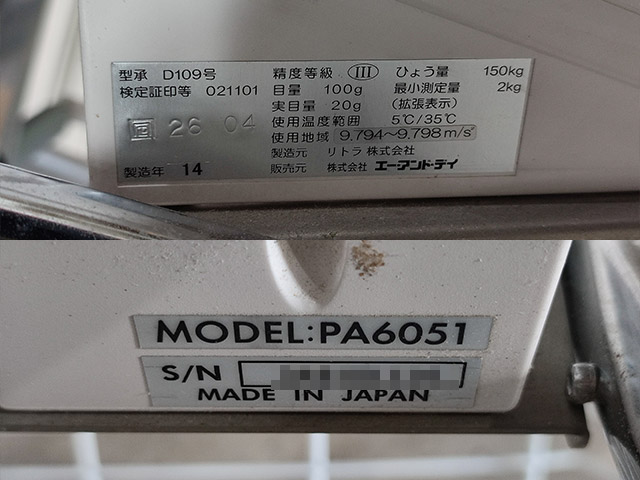 型承 D109号
検定証印等 021101
回 26 04
製造年 14
精度等級 III ひょう量 150kg
目量 100g 最小測定量 2kg
実目量 20g (拡張表示)
使用温度範囲 5℃/35℃
使用地域 9.794~9.798m/s²
製造元 リトラ 株式会社
販売元 株式会社 エーアンド・デイ
MODEL:PA6051
S/N
MADE IN JAPAN